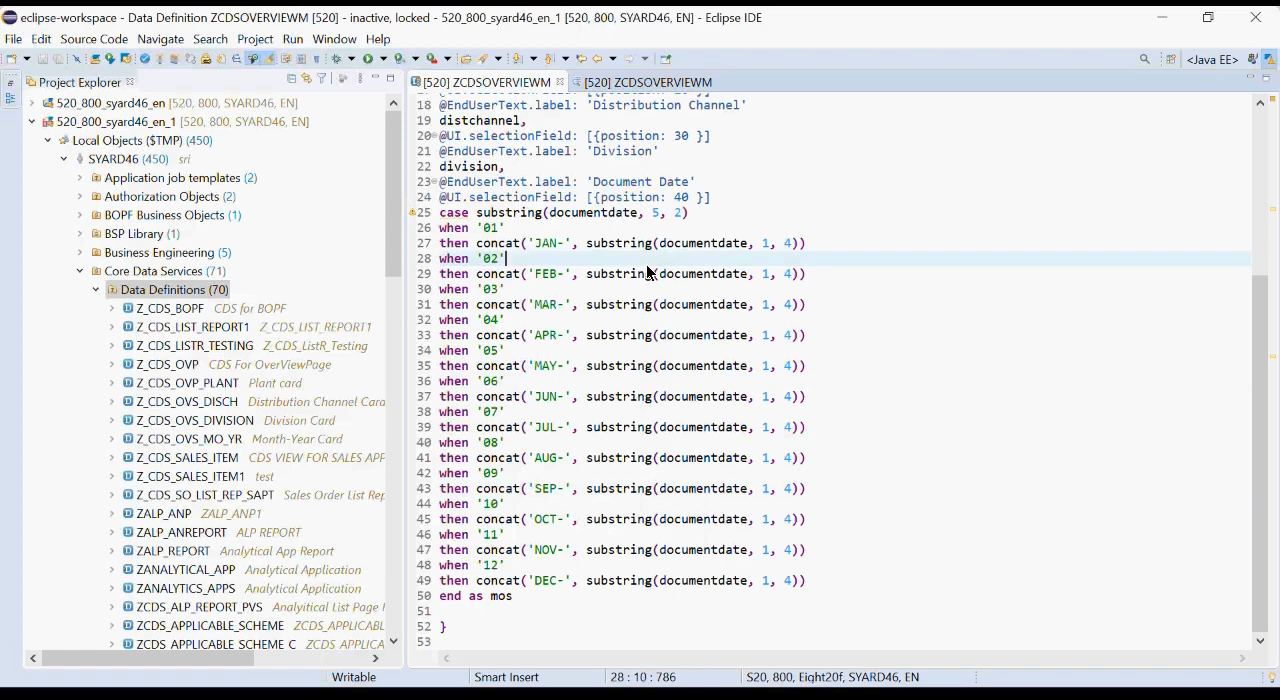 eclipse-workspace - Data Definition ZCDSOVERVIEWM [520] - inactive, locked - 520_800_syard46_en_1 [520, 800, SYARD46, EN] - Eclipse IDE
File Edit Source Code Navigate Search Project Run Window Help
<Java EE>
Project Explorer
[520] ZCDSOVERVIEWM
[520] ZCDSOVERVIEWM
520_800_syard46_en [520, 800, SYARD46, EN]
520_800_syard46_en_1 [520, 800, SYARD46, EN]
Local Objects ($TMP) (450)
SYARD46 (450) sri
Application job templates (2)
Authorization Objects (2)
BOPF Business Objects (1)
BSP Library (1)
Business Engineering (5)
Core Data Services (71)
Data Definitions (70)
Z_CDS_BOPF CDS for BOPF
Z_CDS_LIST_REPORT1 Z_CDS_LIST_REPORT1
Z_CDS_LISTR_TESTING Z_CDS_ListR_Testing
Z_CDS_OVP CDS For OverViewPage
Z_CDS_OVP_PLANT Plant card
Z_CDS_OVS_DISCH Distribution Channel Card
Z_CDS_OVS_DIVISION Division Card
Z_CDS_OVS_MO_YR Month-Year Card
Z_CDS_SALES_ITEM CDS VIEW FOR SALES APP
Z_CDS_SALES_ITEM1 test
Z_CDS_SO_LIST_REP_SAPT Sales Order List Rep
ZALP_ANP ZALP_ANP1
ZALP_ANREPORT ALP REPORT
ZALP_REPORT Analytical App Report
ZANALYTICAL_APP Analytical Application
ZANALYTICS_APPS Analytical Application
ZCDS_ALP_REPORT_PVS Analyitical List Page
ZCDS_APPLICABLE_SCHEME ZCDS_APPLICABL
ZCDS_APPLICABLE_SCHEME_C ZCDS_APPLICA
18 @EndUserText.label: 'Distribution Channel'
19 distchannel,
20 @UI.selectionField: [{position: 30 }]
21 @EndUserText.label: 'Division'
22 division,
23 @EndUserText.label: 'Document Date'
24 @UI.selectionField: [{position: 40 }]
25 case substring(documentdate, 5, 2)
26 when '01'
27 then concat('JAN-', substring(documentdate, 1, 4))
28 when '02'
29 then concat('FEB-', substring(documentdate, 1, 4))
30 when '03'
31 then concat('MAR-', substring(documentdate, 1, 4))
32 when '04'
33 then concat('APR-', substring(documentdate, 1, 4))
34 when '05'
35 then concat('MAY-', substring(documentdate, 1, 4))
36 when '06'
37 then concat('JUN-', substring(documentdate, 1, 4))
38 when '07'
39 then concat('JUL-', substring(documentdate, 1, 4))
40 when '08'
41 then concat('AUG-', substring(documentdate, 1, 4))
42 when '09'
43 then concat('SEP-', substring(documentdate, 1, 4))
44 when '10'
45 then concat('OCT-', substring(documentdate, 1, 4))
46 when '11'
47 then concat('NOV-', substring(documentdate, 1, 4))
48 when '12'
49 then concat('DEC-', substring(documentdate, 1, 4))
50 end as mos
51
52 }
53
Writable
Smart Insert
28 : 10 : 786
S20, 800, Eight20f, SYARD46, EN